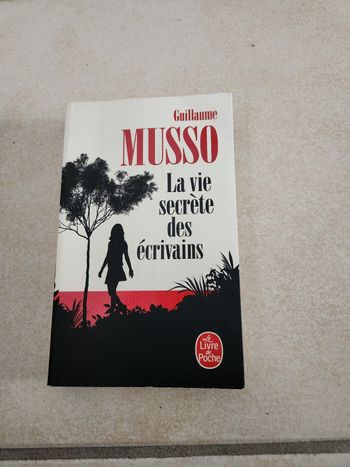 Guillaume
MUSSO
La vie
secrète
des
écrivains
Le
Livre
de
Poche